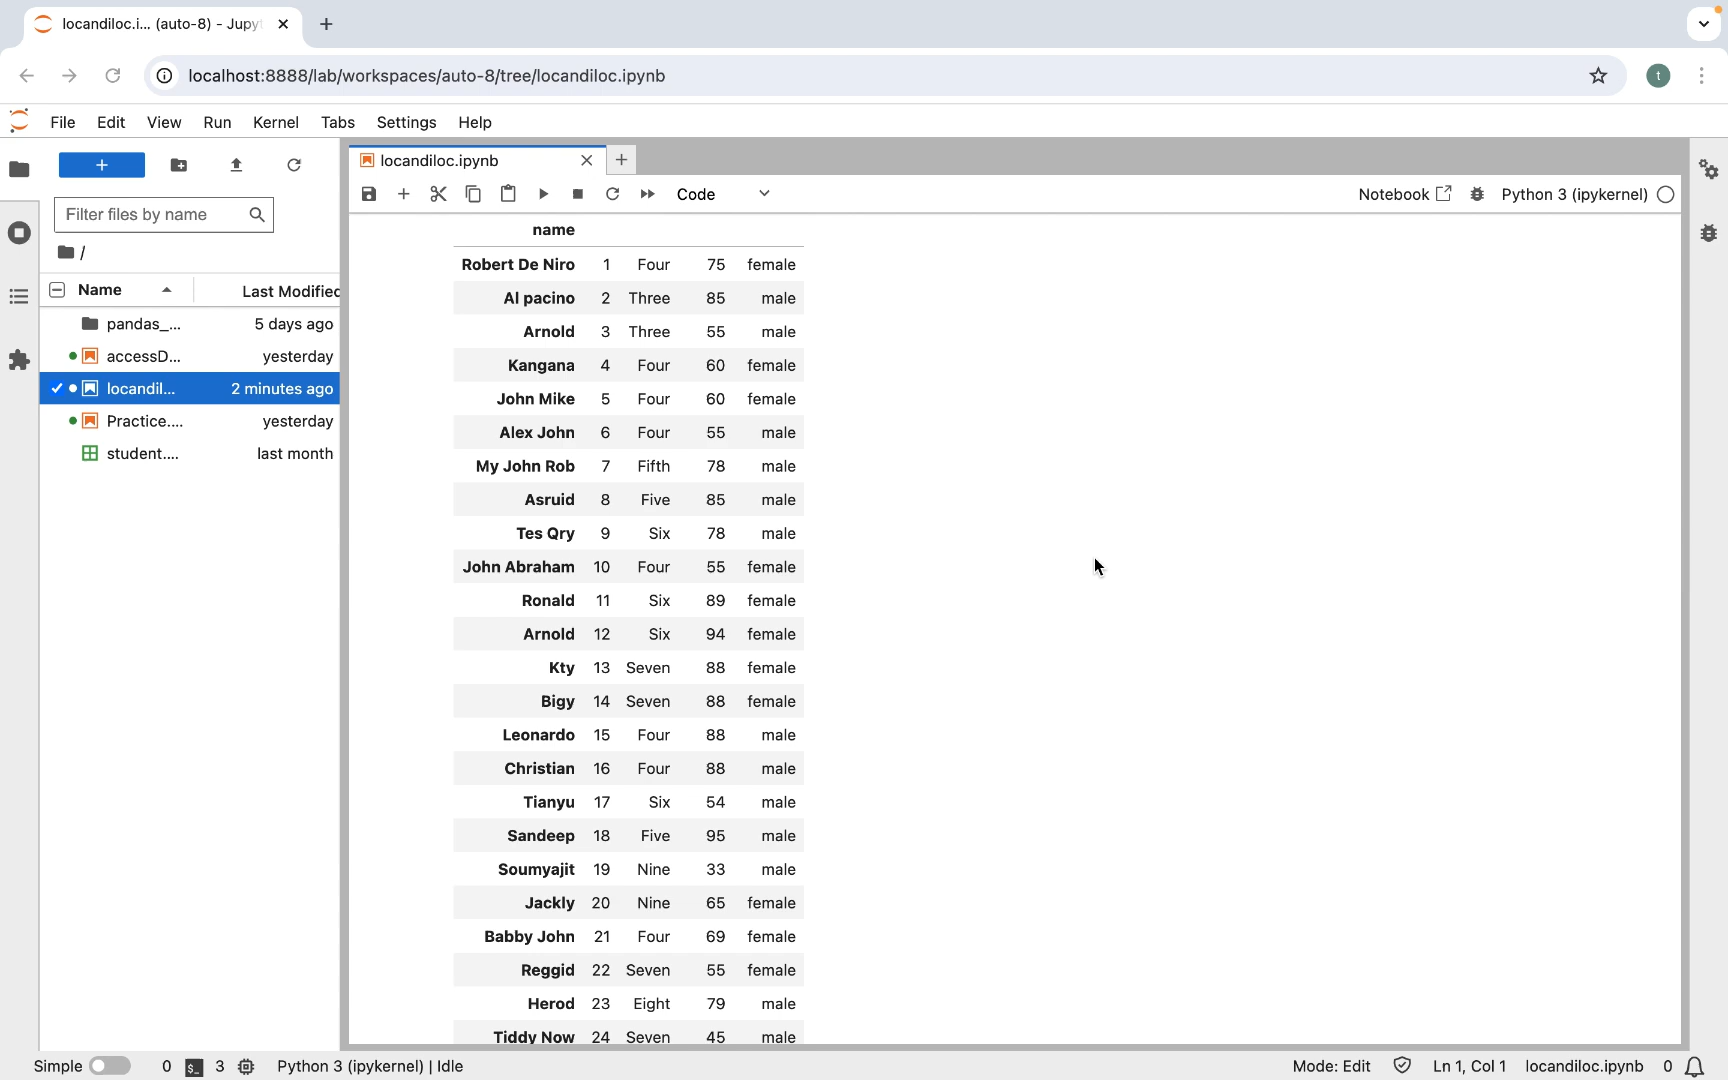 locandiloc.i... (auto-8) - Jupy
localhost:8888/lab/workspaces/auto-8/tree/locandiloc.ipynb
t
File Edit View Run Kernel Tabs Settings Help
+
Filter files by name
/
Name Last Modified
pandas_... 5 days ago
accessD... yesterday
locandil... 2 minutes ago
Practice.... yesterday
student.... last month
locandiloc.ipynb
Code Notebook Python 3 (ipykernel)
name
Robert De Niro 1 Four 75 female
Al pacino 2 Three 85 male
Arnold 3 Three 55 male
Kangana 4 Four 60 female
John Mike 5 Four 60 female
Alex John 6 Four 55 male
My John Rob 7 Fifth 78 male
Asruid 8 Five 85 male
Tes Qry 9 Six 78 male
John Abraham 10 Four 55 female
Ronald 11 Six 89 female
Arnold 12 Six 94 female
Kty 13 Seven 88 female
Bigy 14 Seven 88 female
Leonardo 15 Four 88 male
Christian 16 Four 88 male
Tianyu 17 Six 54 male
Sandeep 18 Five 95 male
Soumyajit 19 Nine 33 male
Jackly 20 Nine 65 female
Babby John 21 Four 69 female
Reggid 22 Seven 55 female
Herod 23 Eight 79 male
Tiddy Now 24 Seven 45 male
Simple 0 $_ 3 Python 3 (ipykernel) | Idle Mode: Edit Ln 1, Col 1 locandiloc.ipynb 0